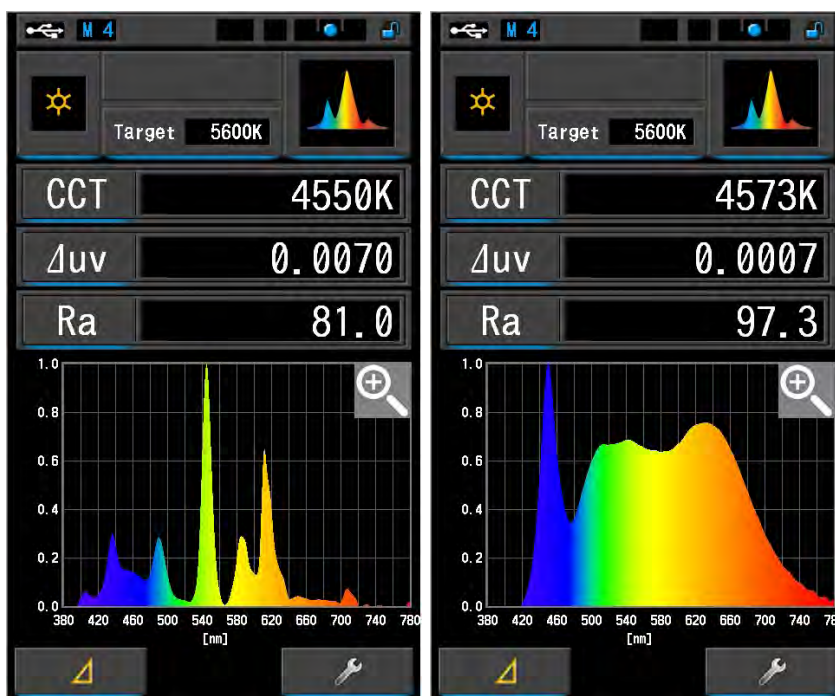 M 4
Target 5600K
CCT 4550K
⊿uv 0.0070
Ra 81.0
1.0
0.8
0.6
0.4
0.2
0.0
380 420 460 500 540 580 620 660 700 740 780
[nm]
M 4
Target 5600K
CCT 4573K
⊿uv 0.0007
Ra 97.3
1.0
0.8
0.6
0.4
0.2
0.0
380 420 460 500 540 580 620 660 700 740 78
[nm]